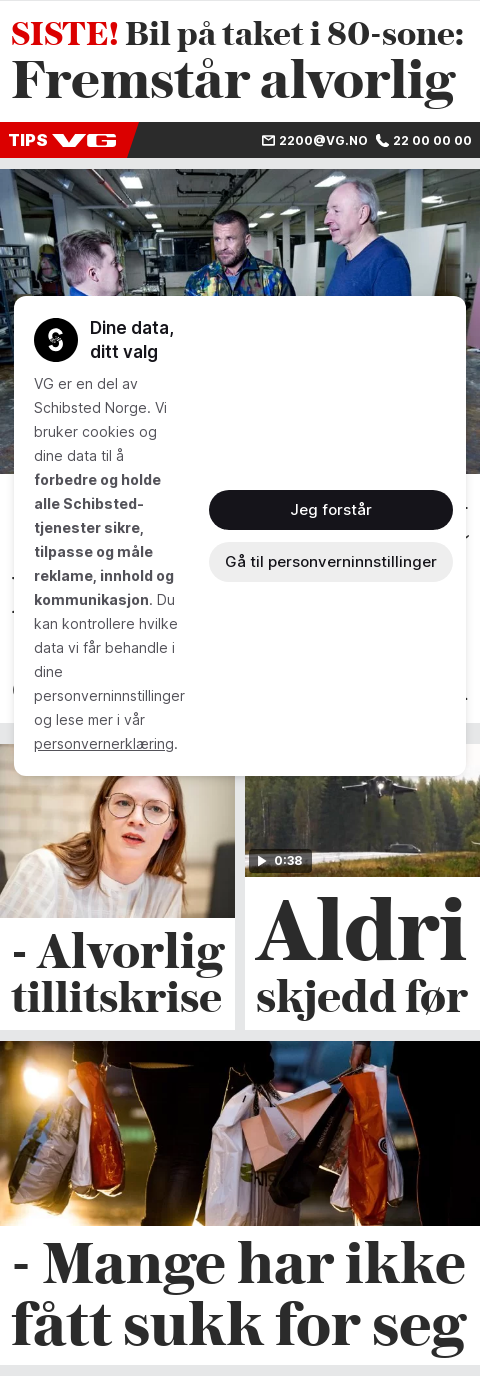 SISTE! Bil på taket i 80-sone:
Fremstår alvorlig
TIPS VG
2200@VG.NO 22 00 00 00
Dine data,
ditt valg
VG er en del av
Schibsted Norge. Vi
bruker cookies og
dine data til å
forbedre og holde
alle Schibsted-
tjenester sikre,
tilpasse og måle
reklame, innhold og
kommunikasjon. Du
kan kontrollere hvilke
data vi får behandle i
dine
personverninnstillinger
og lese mer i vår
personvernerklæring.
Jeg forstår
Gå til personverninnstillinger
0:38
- Alvorlig
tillitskrise
Aldri
skjedd før
- Mange har ikke
fått sukk for seg